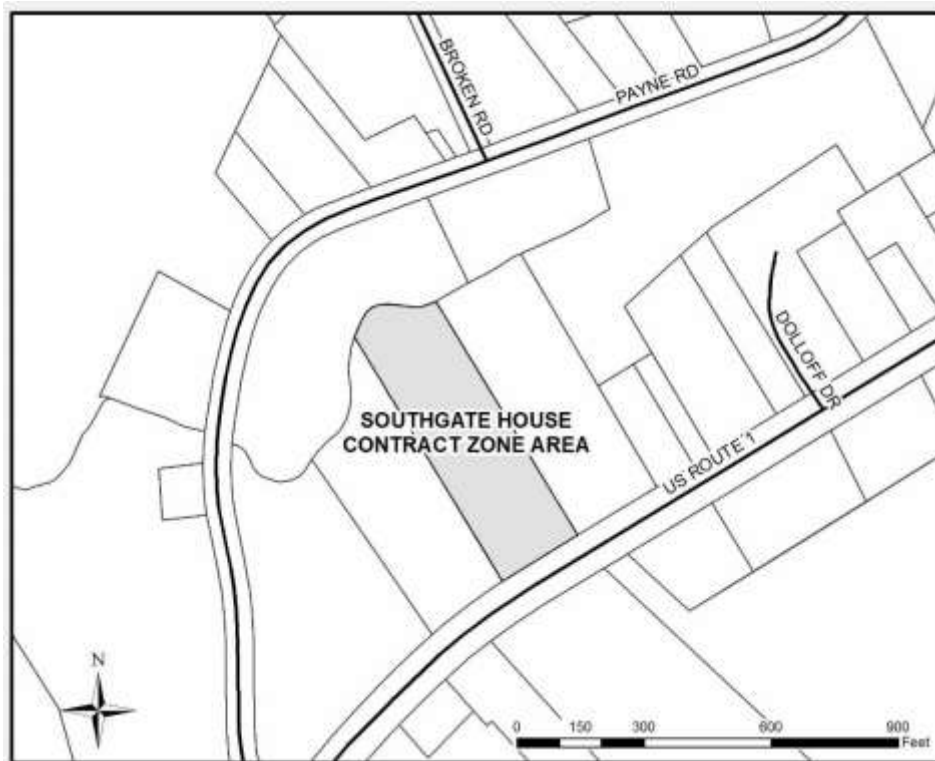 BROKEN RD
PAYNE RD
DOLLOFF DR
SOUTHGATE HOUSE
CONTRACT ZONE AREA
US ROUTE 1
N
0 150 300 600 900
Feet